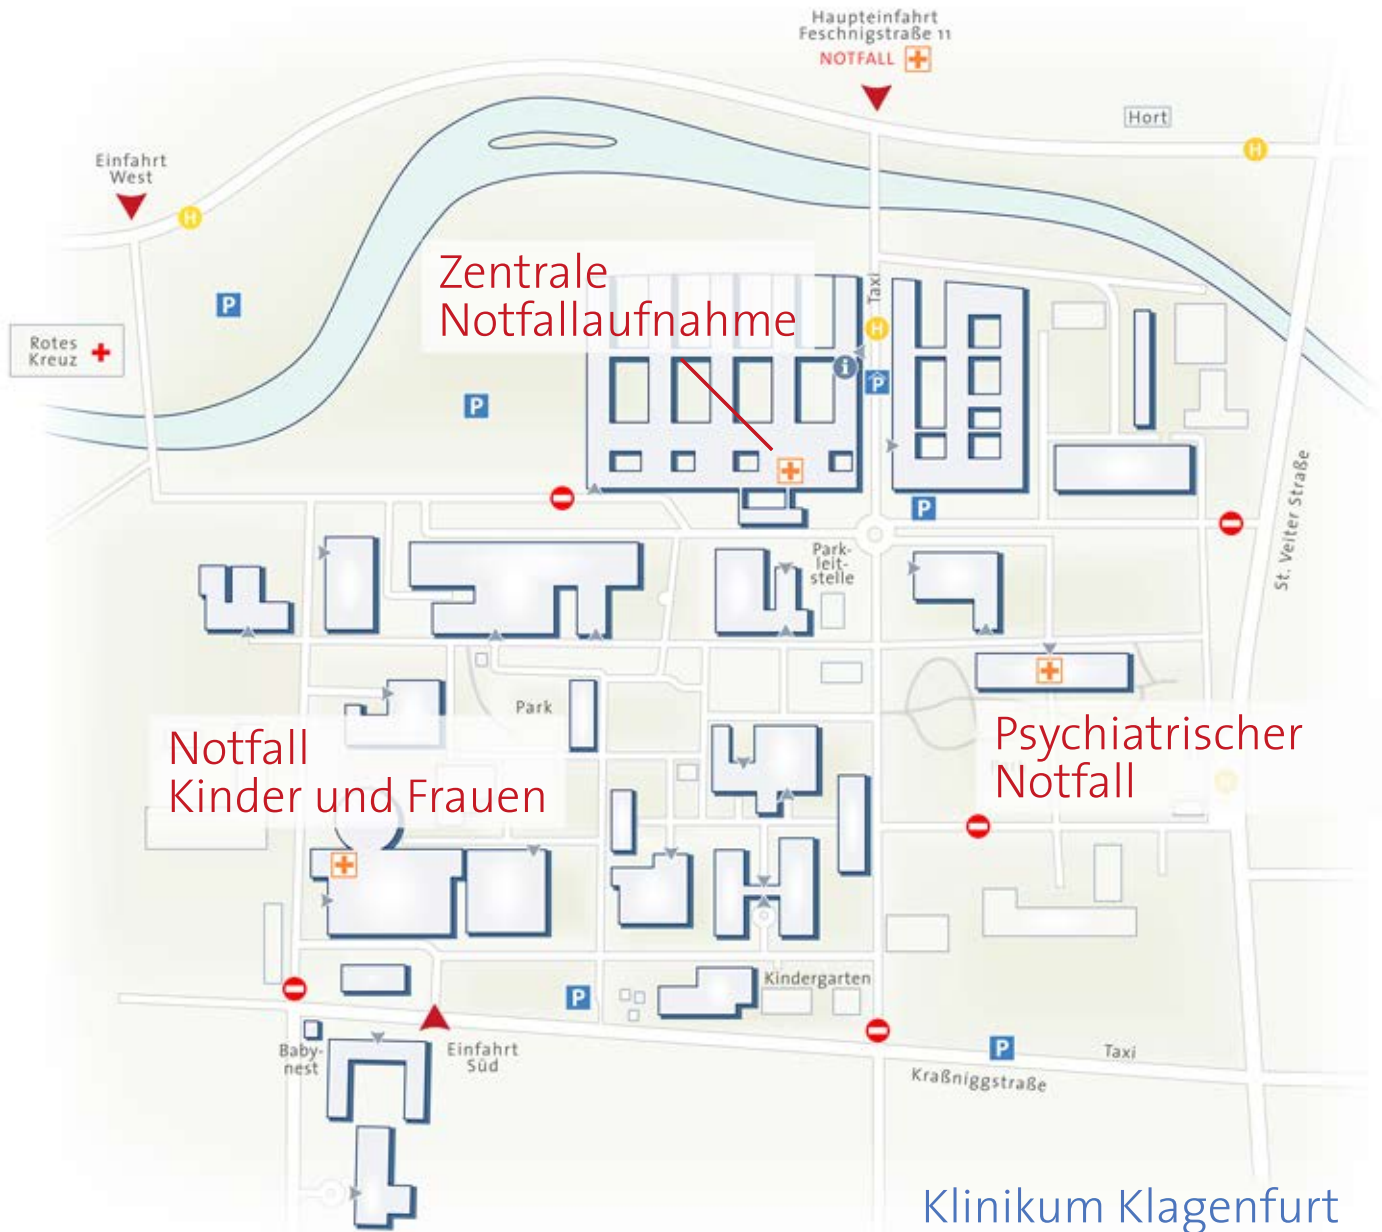 Haupteinfahrt
Feschnigstraße 11
NOTFALL
Hort
H
Einfahrt
West
H
Zentrale
Notfallaufnahme
Taxi
P
H
Rotes
Kreuz
i
P
P
St. Veiter Straße
P
Park-
leit-
stelle
Park
Notfall
Kinder und Frauen
Psychiatrischer
Notfall
H
Kindergarten
P
Baby-
nest
Einfahrt
Süd
P
Taxi
Kraßniggstraße
Klinikum Klagenfurt